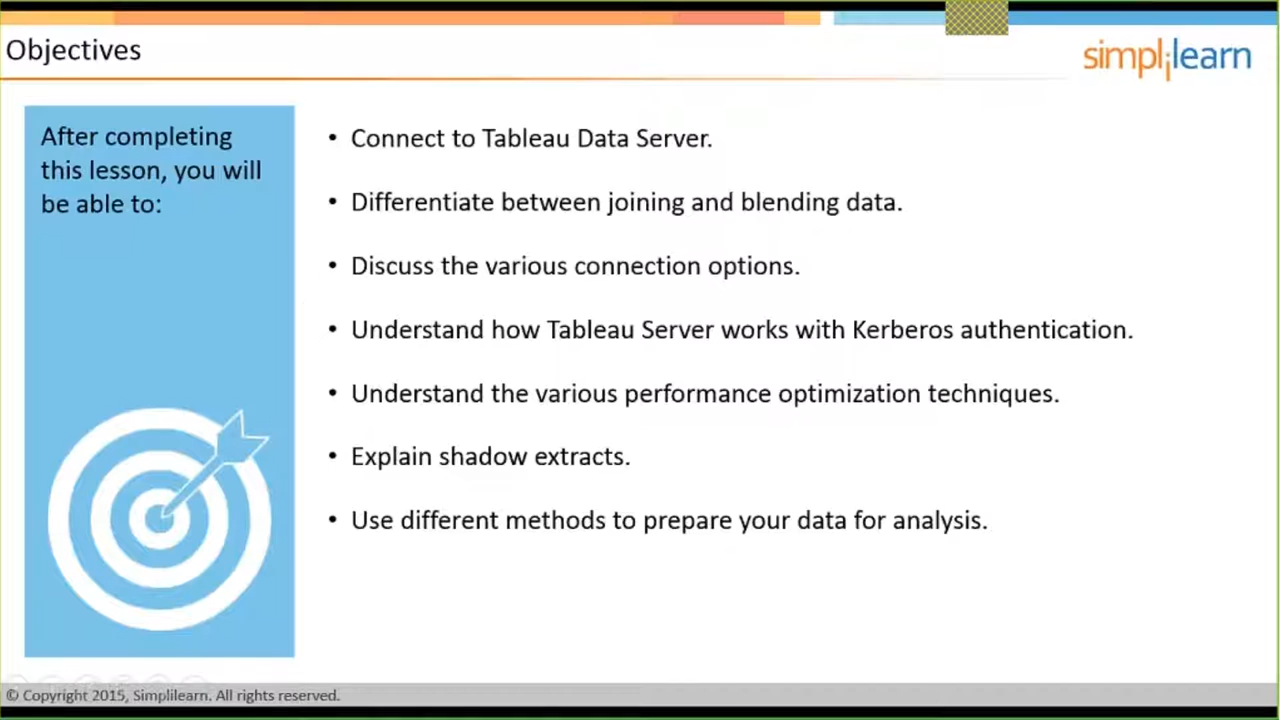 Objectives
simplilearn
After completing
this lesson, you will
be able to:
• Connect to Tableau Data Server.
• Differentiate between joining and blending data.
• Discuss the various connection options.
• Understand how Tableau Server works with Kerberos authentication.
• Understand the various performance optimization techniques.
• Explain shadow extracts.
• Use different methods to prepare your data for analysis.
© Copyright 2015, Simplilearn. All rights reserved.